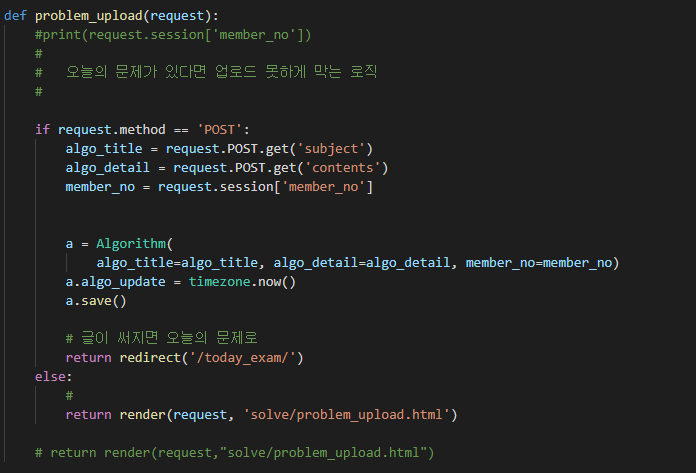 def problem_upload(request):
    #print(request.session['member_no'])
    #
    #   오늘의 문제가 있다면 업로드 못하게 막는 로직
    #
    if request.method == 'POST':
        algo_title = request.POST.get('subject')
        algo_detail = request.POST.get('contents')
        member_no = request.session['member_no']
        a = Algorithm(
            algo_title=algo_title, algo_detail=algo_detail, member_no=member_no)
        a.algo_update = timezone.now()
        a.save()
        # 글이 써지면 오늘의 문제로
        return redirect('/today_exam/')
    else:
        #
        return render(request, 'solve/problem_upload.html')
    # return render(request,"solve/problem_upload.html")